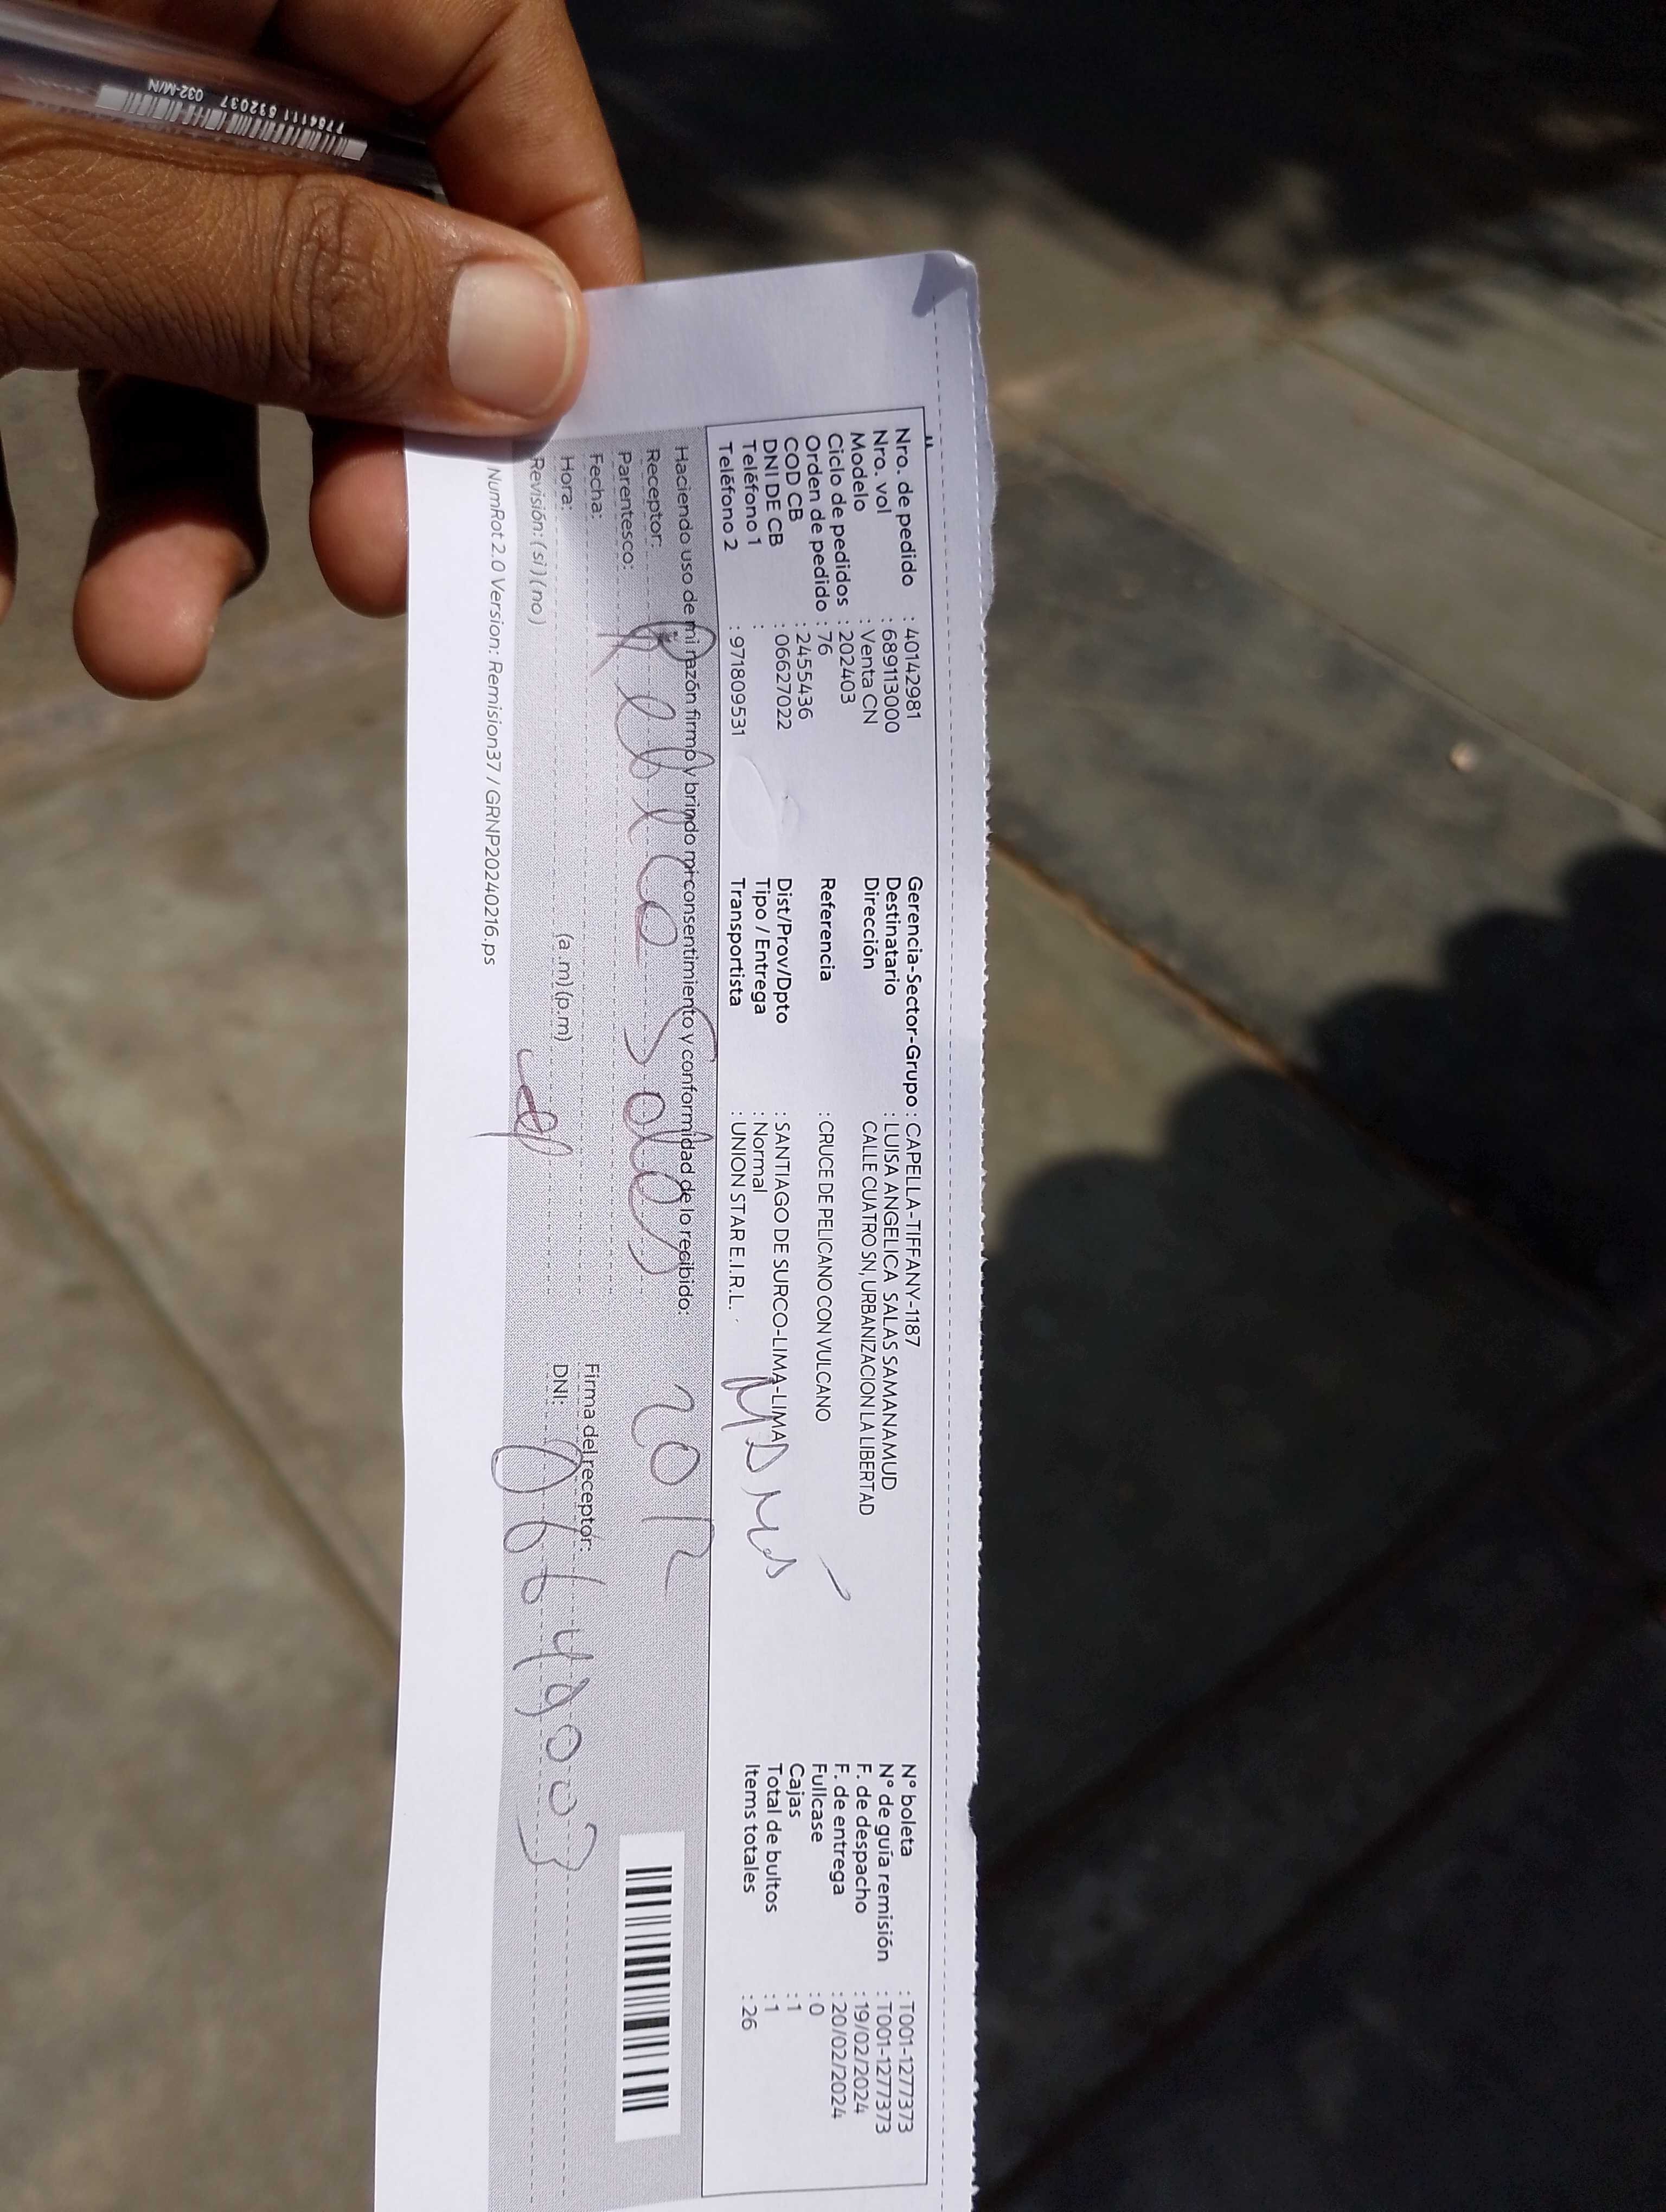 7784111 592037 032-M/N
Nro. de pedido : 40142981
Nro. vol : 689113000
Modelo : Venta CN
Ciclo de pedidos : 202403
Orden de pedido : 76
COD CB : 2455436
DNI DE CB : 06627022
Teléfono 1 :
Teléfono 2 : 971809531
Gerencia-Sector-Grupo : CAPELLA-TIFFANY-1187
Destinatario : LUISA ANGELICA SALAS SAMANAMUD
Dirección CALLE CUATRO SN, URBANIZACION LA LIBERTAD
Referencia : CRUCE DE PELICANO CON VULCANO
Dist/Prov/Dpto : SANTIAGO DE SURCO-LIMA-LIMA
Tipo / Entrega : Normal
Transportista : UNION STAR E.I.R.L.
N° boleta : T001-1277373
N° de guía remisión : T001-1277373
F. de despacho : 19/02/2024
F. de entrega : 20/02/2024
Fullcase : 0
Cajas : 1
Total de bultos : 1
Items totales : 26
Haciendo uso de mi razón firmo y brindo mi consentimiento y conformidad de lo recibido:
Receptor:
Parentesco:
Fecha:
Hora: (a.m) (p.m)
Revisión: (si) (no)
Firma del receptor:
DNI:
NumRot 2.0 Version: Remision37 / GRNP20240216.ps